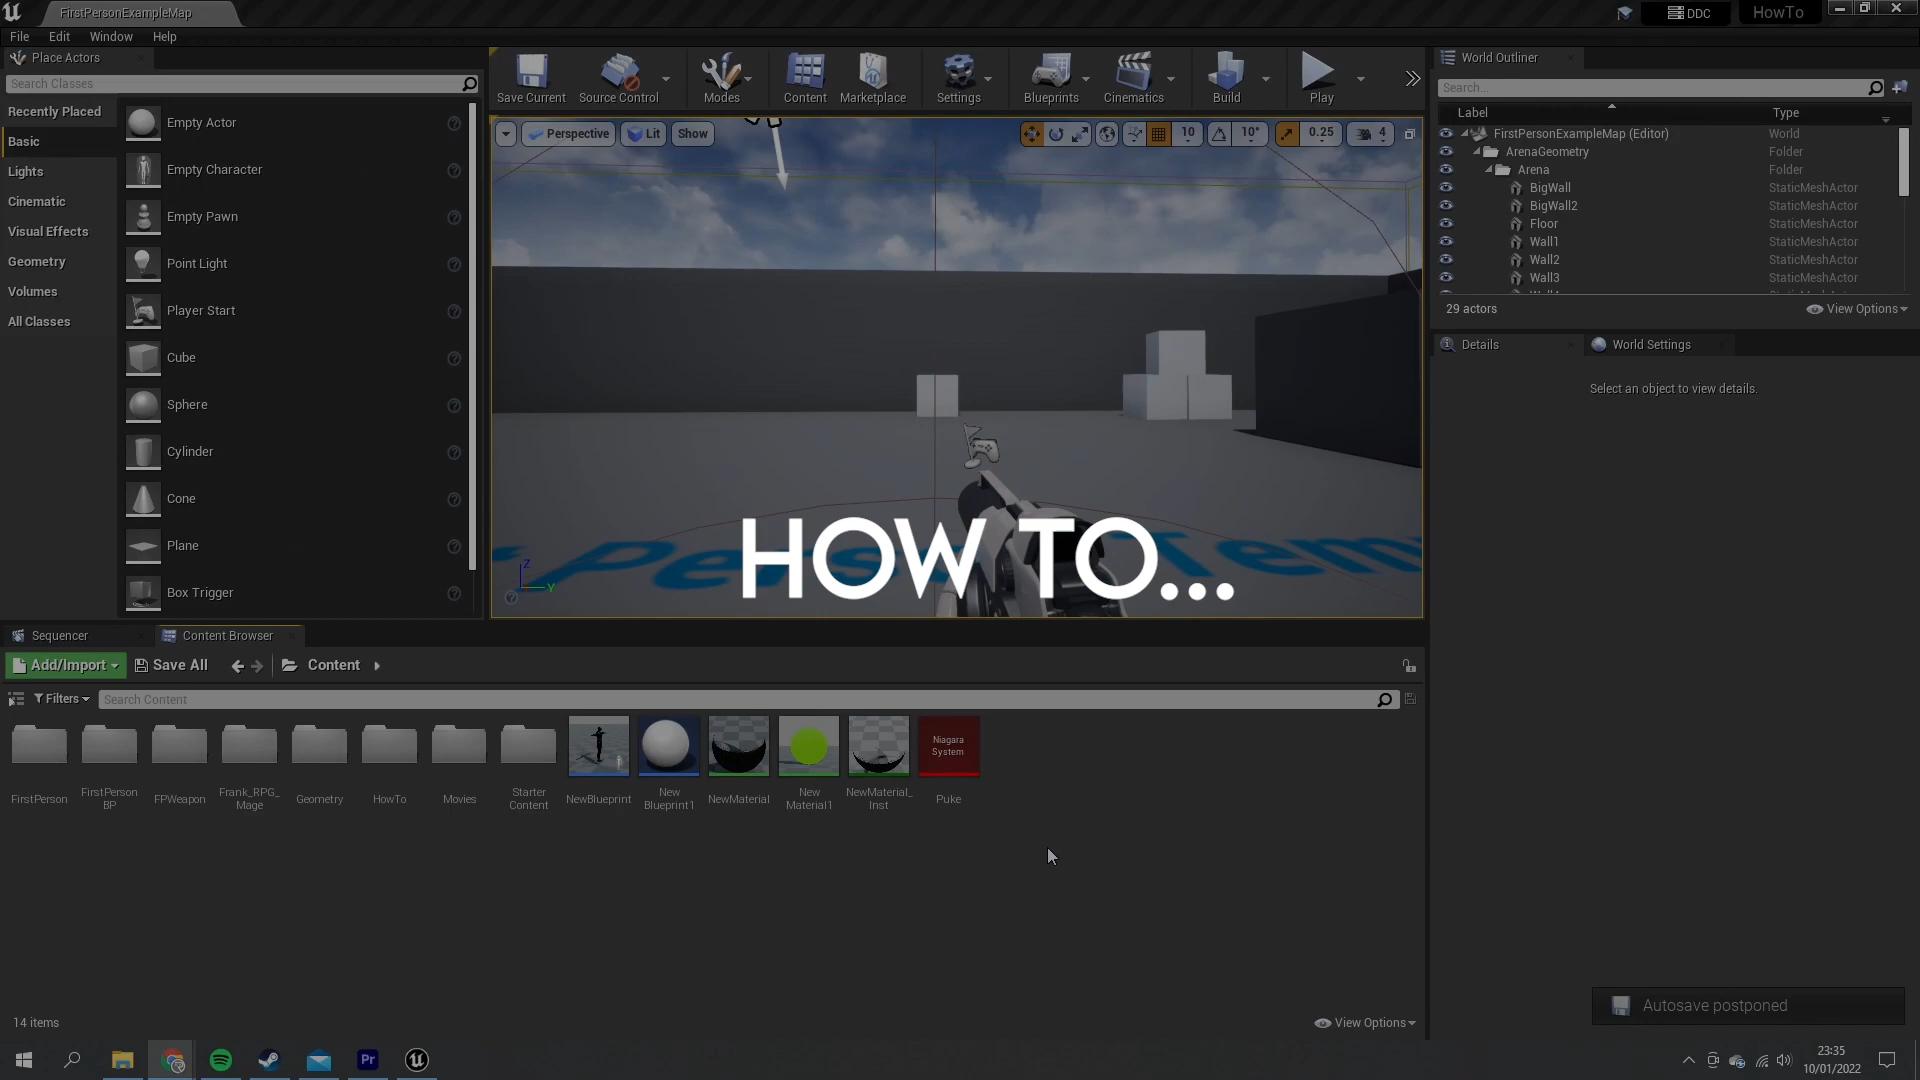 FirstPersonExampleMap
DDC
HowTo
File Edit Window Help
Place Actors
Search Classes
Recently Placed
Basic
Lights
Cinematic
Visual Effects
Geometry
Volumes
All Classes
Empty Actor
Empty Character
Empty Pawn
Point Light
Player Start
Cube
Sphere
Cylinder
Cone
Plane
Box Trigger
Save Current Source Control Modes Content Marketplace Settings Blueprints Cinematics Build Play
Perspective Lit Show
10 10° 0.25 4
Z
Y
HOW TO...
World Outliner
Search...
Label Type
FirstPersonExampleMap (Editor) World
ArenaGeometry Folder
Arena Folder
BigWall StaticMeshActor
BigWall2 StaticMeshActor
Floor StaticMeshActor
Wall1 StaticMeshActor
Wall2 StaticMeshActor
Wall3 StaticMeshActor
29 actors View Options
Details World Settings
Select an object to view details.
Sequencer Content Browser
Add/Import Save All Content
Filters Search Content
Niagara
System
FirstPerson
FirstPerson
BP
FPWeapon
Frank_RPG_
Mage
Geometry
HowTo
Movies
Starter
Content
NewBlueprint
New
Blueprint1
NewMaterial
New
Material1
NewMaterial_
Inst
Puke
14 items View Options
Autosave postponed
Pr
23:35
10/01/2022